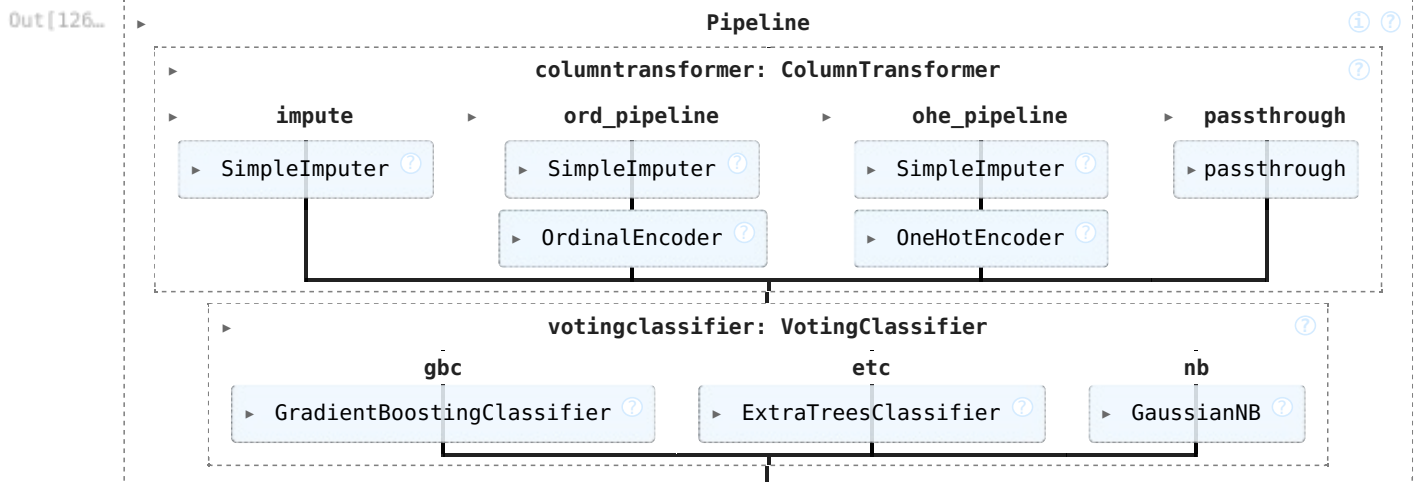 Out[126…
Pipeline
columntransformer: ColumnTransformer
impute ord_pipeline ohe_pipeline passthrough
SimpleImputer SimpleImputer SimpleImputer passthrough
OrdinalEncoder OneHotEncoder
votingclassifier: VotingClassifier
gbc etc nb
GradientBoostingClassifier ExtraTreesClassifier GaussianNB